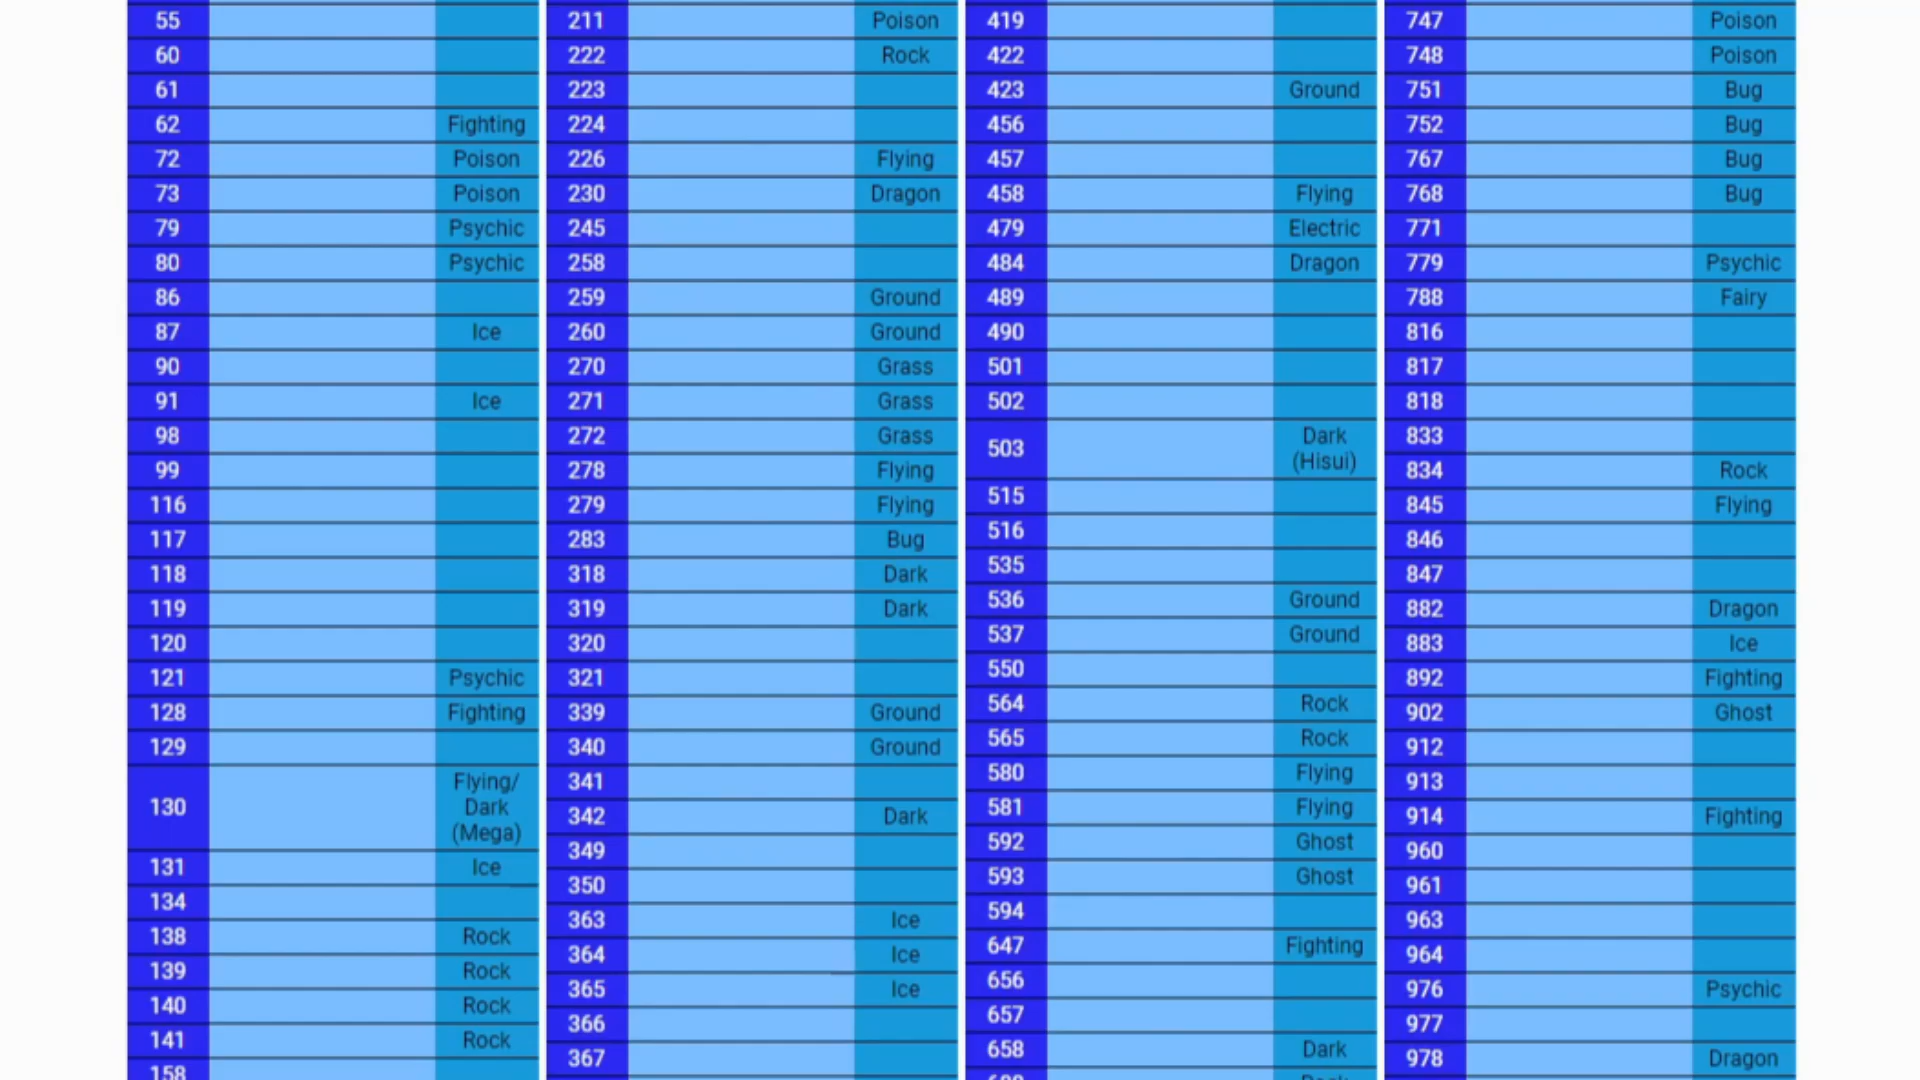 55
60
61
62 Fighting
72 Poison
73 Poison
79 Psychic
80 Psychic
86
87 Ice
90
91 Ice
98
99
116
117
118
119
120
121 Psychic
128 Fighting
129
130 Flying/
Dark
(Mega)
131 Ice
134
138 Rock
139 Rock
140 Rock
141 Rock
158
211 Poison
222 Rock
223
224
226 Flying
230 Dragon
245
258
259 Ground
260 Ground
270 Grass
271 Grass
272 Grass
278 Flying
279 Flying
283 Bug
318 Dark
319 Dark
320
321
339 Ground
340 Ground
341
342 Dark
349
350
363 Ice
364 Ice
365 Ice
366
367
419
422
423 Ground
456
457
458 Flying
479 Electric
484 Dragon
489
490
501
502
503 Dark
(Hisui)
515
516
535
536 Ground
537 Ground
550
564 Rock
565 Rock
580 Flying
581 Flying
592 Ghost
593 Ghost
594
647 Fighting
656
657
658 Dark
747 Poison
748 Poison
751 Bug
752 Bug
767 Bug
768 Bug
771
779 Psychic
788 Fairy
816
817
818
833
834 Rock
845 Flying
846
847
882 Dragon
883 Ice
892 Fighting
902 Ghost
912
913
914 Fighting
960
961
963
964
976 Psychic
977
978 Dragon